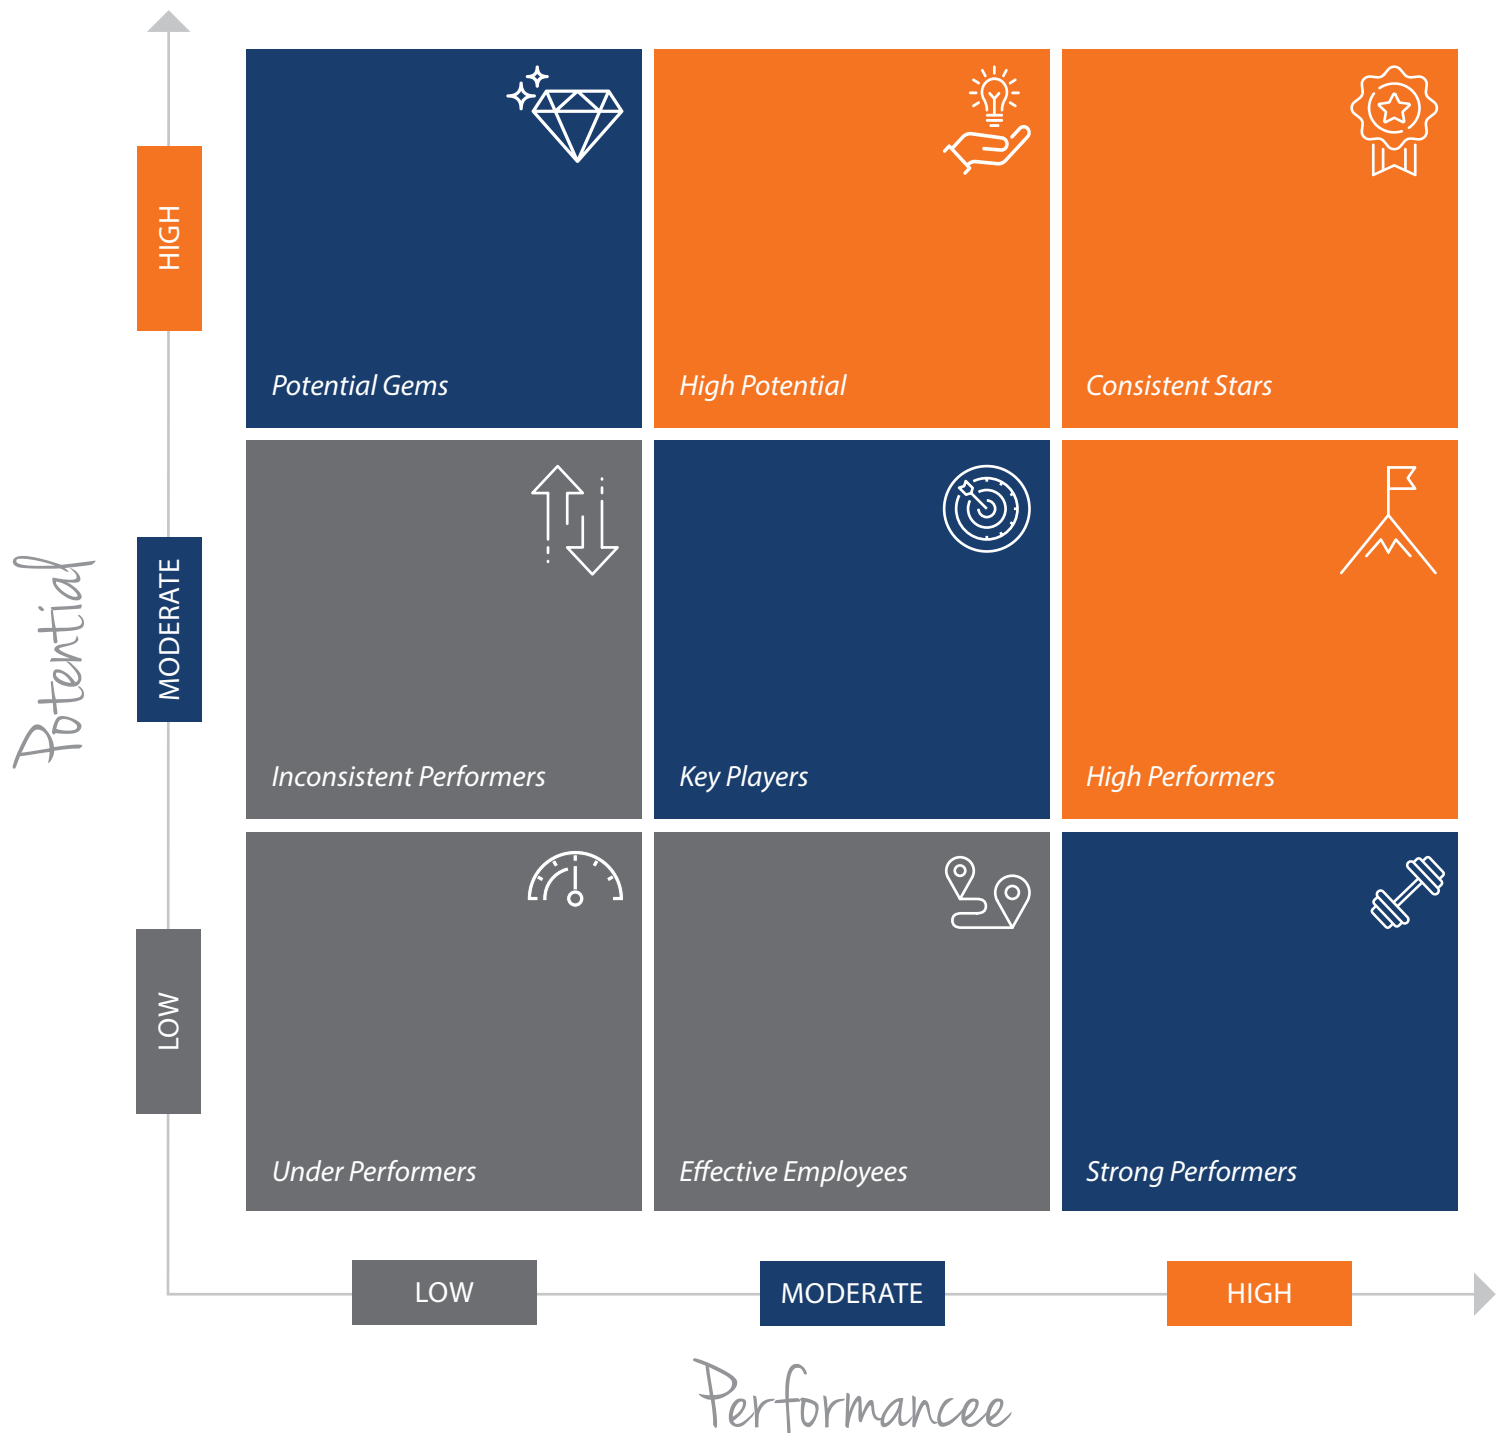 HIGH
Potential Gems
High Potential
Consistent Stars
Potential
MODERATE
Inconsistent Performers
Key Players
High Performers
LOW
Under Performers
Effective Employees
Strong Performers
LOW
MODERATE
HIGH
Performancee